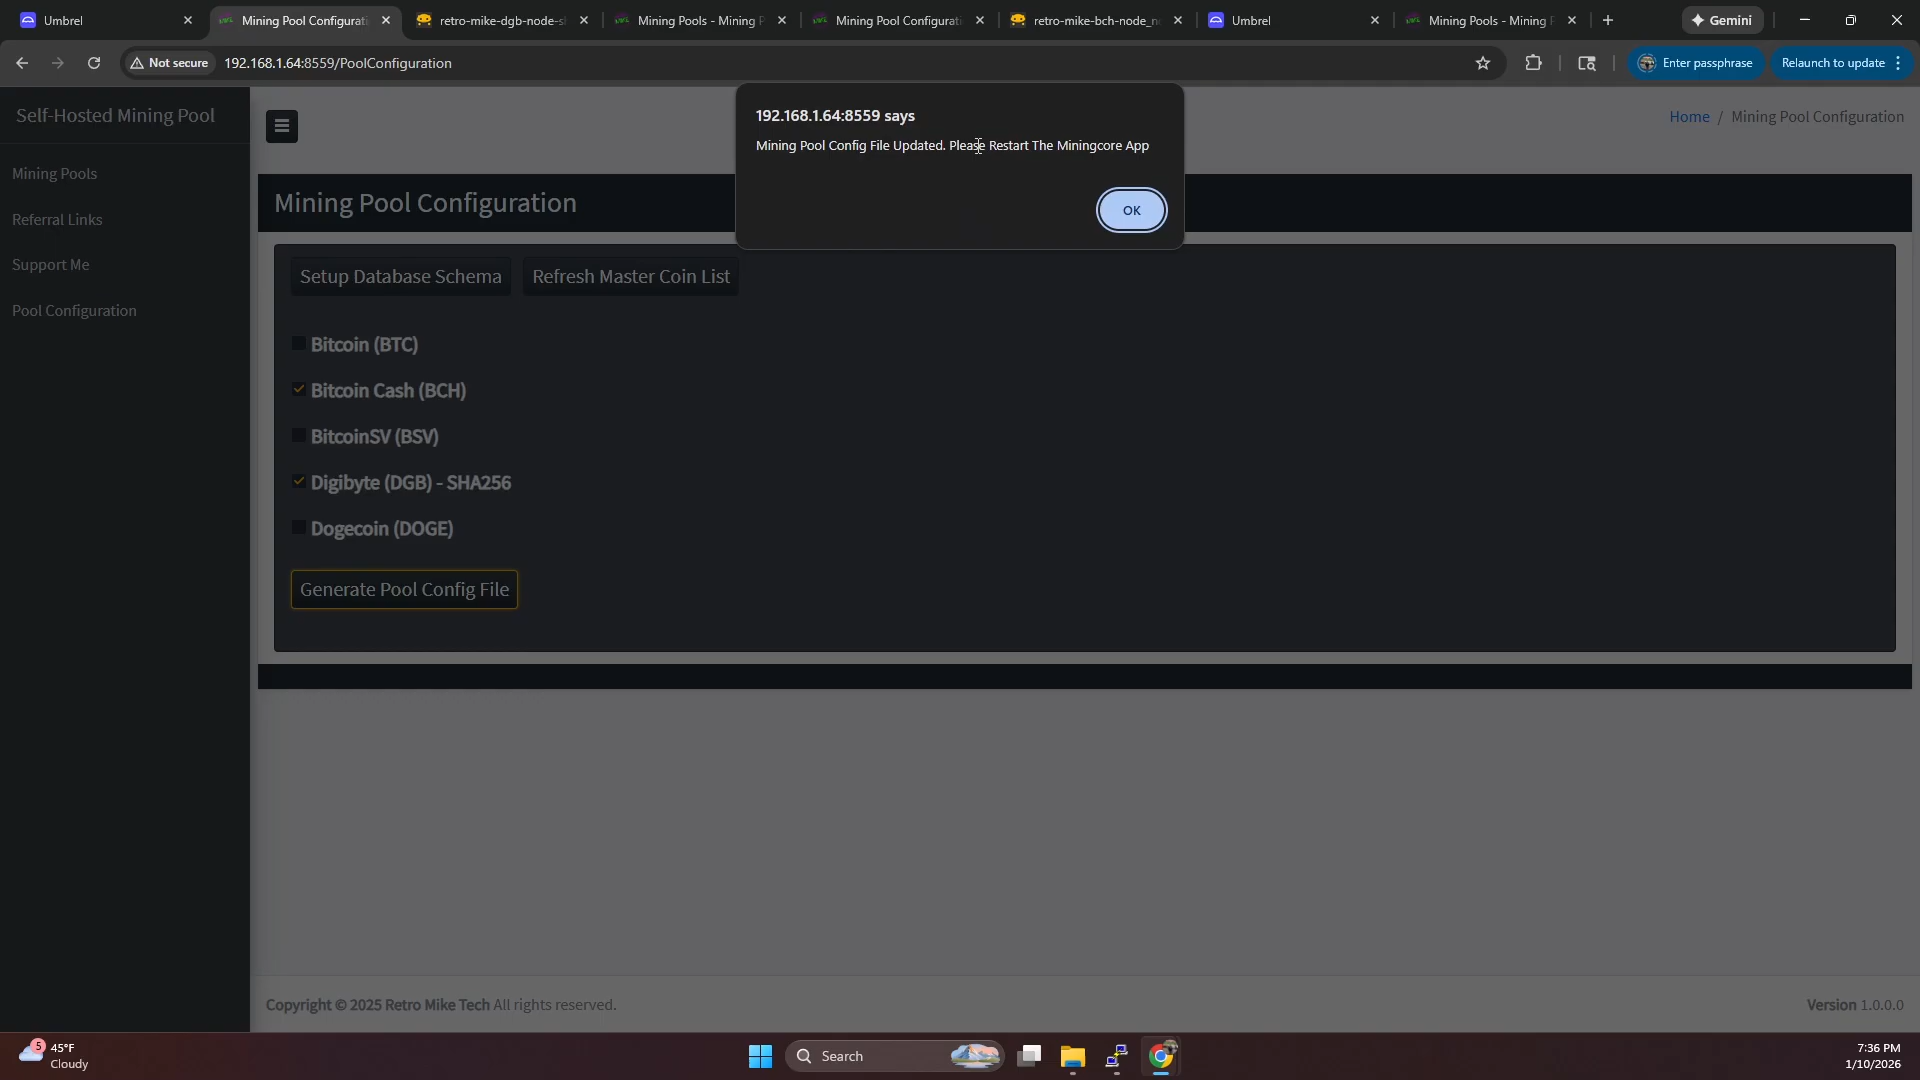 Umbrel
Mining Pool Configurati
retro-mike-dgb-node-s
Mining Pools - Mining P
Mining Pool Configurati
retro-mike-bch-node_n
Umbrel
Mining Pools - Mining P
Gemini
Not secure
192.168.1.64:8559/PoolConfiguration
Enter passphrase
Relaunch to update
Self-Hosted Mining Pool
Mining Pools
Referral Links
Support Me
Pool Configuration
192.168.1.64:8559 says
Mining Pool Config File Updated. Please Restart The Miningcore App
OK
Home / Mining Pool Configuration
Mining Pool Configuration
Setup Database Schema
Refresh Master Coin List
Bitcoin (BTC)
Bitcoin Cash (BCH)
BitcoinSV (BSV)
Digibyte (DGB) - SHA256
Dogecoin (DOGE)
Generate Pool Config File
Copyright © 2025 Retro Mike Tech All rights reserved.
Version 1.0.0.0
5
45°F
Cloudy
Search
7:36 PM
1/10/2026